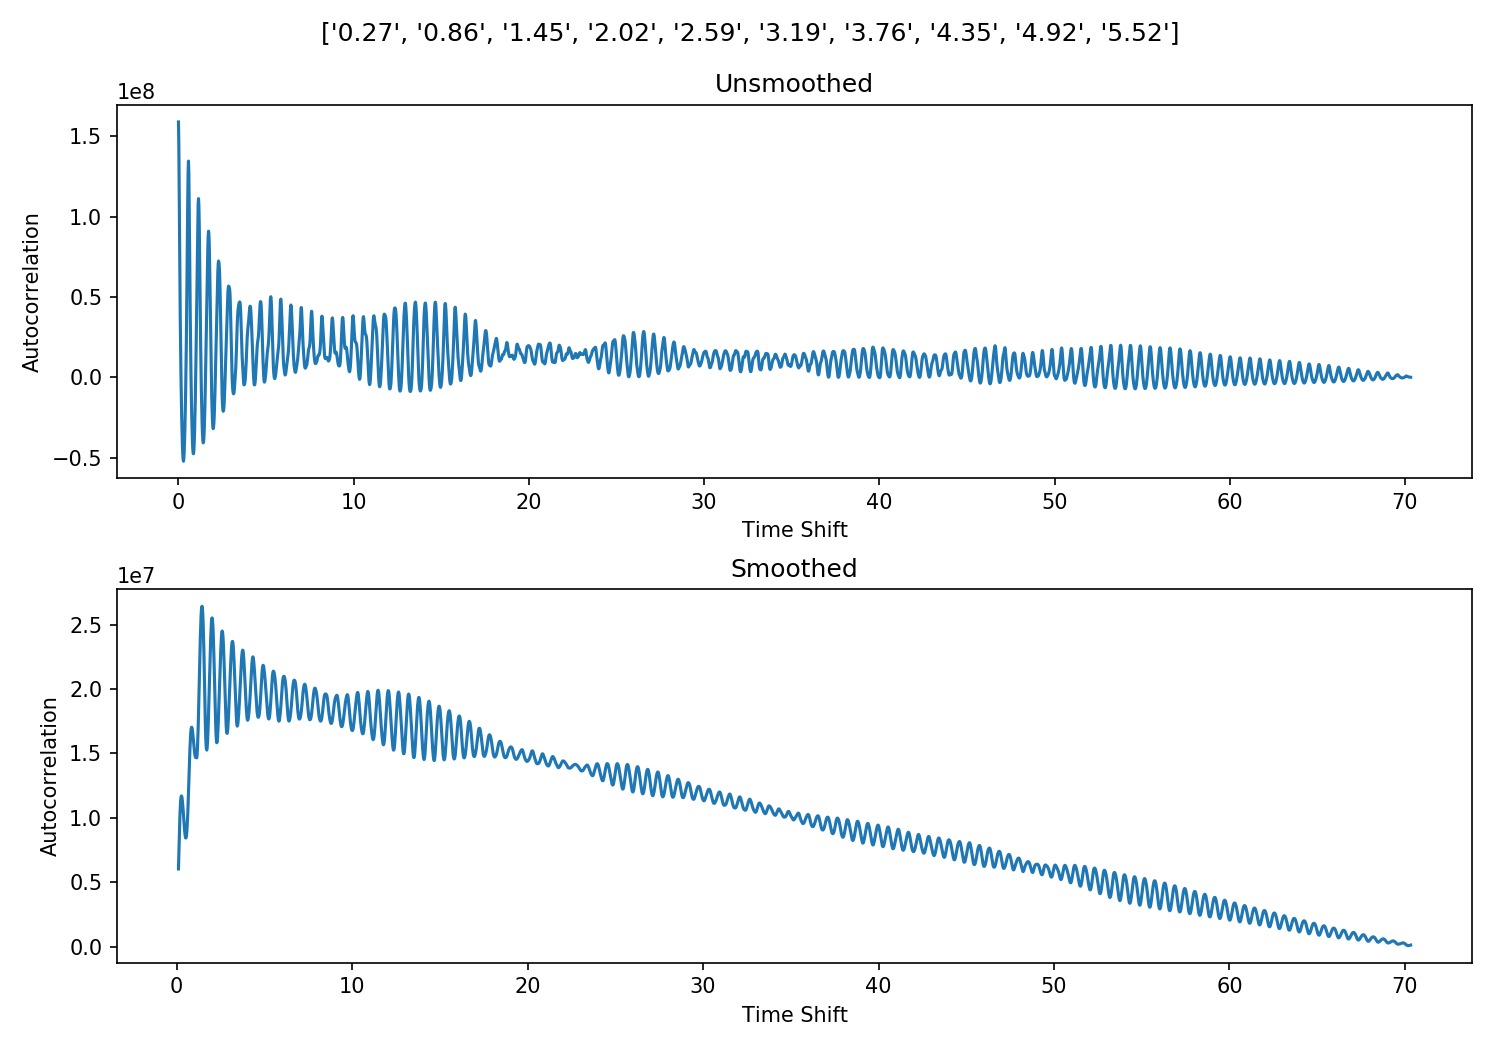 ['0.27', '0.86', '1.45', '2.02', '2.59', '3.19', '3.76', '4.35', '4.92', '5.52']
Unsmoothed
1e8
1.5
1.0
0.5
0.0
−0.5
Autocorrelation
0 10 20 30 40 50 60 70
Time Shift
Smoothed
1e7
2.5
2.0
1.5
1.0
0.5
0.0
Autocorrelation
0 10 20 30 40 50 60 70
Time Shift